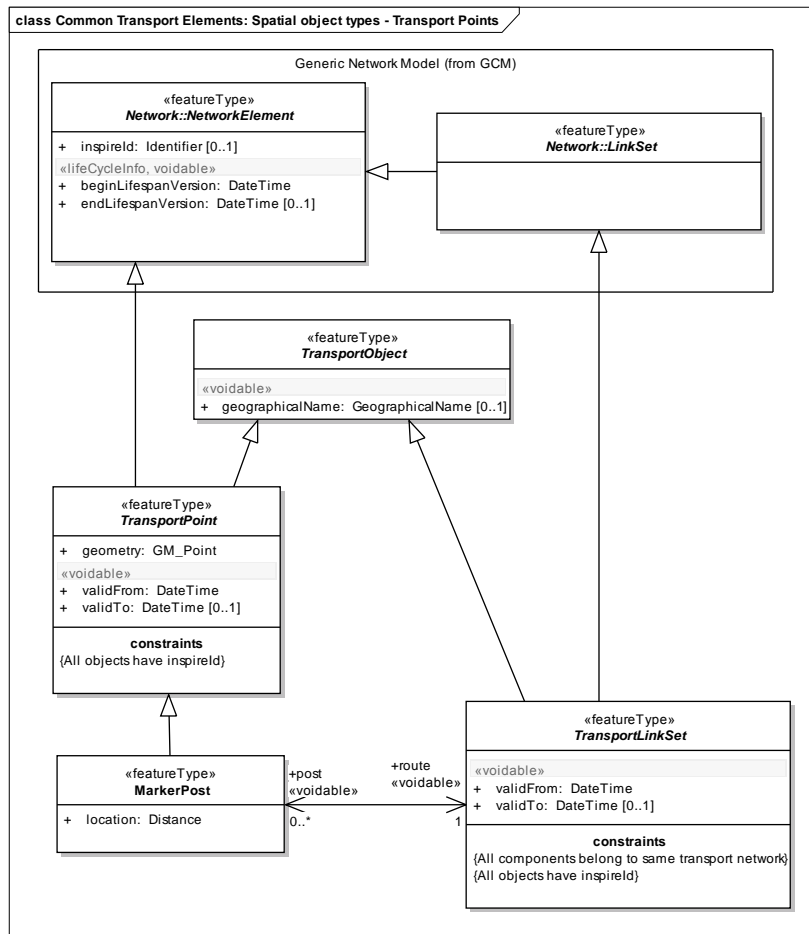 class Common Transport Elements: Spatial object types - Transport Points
Generic Network Model (from GCM)
«featureType»
Network::NetworkElement
+ inspireId: Identifier [0..1]
«lifeCycleInfo, voidable»
+ beginLifespanVersion: DateTime
+ endLifespanVersion: DateTime [0..1]
«featureType»
Network::LinkSet
«featureType»
TransportObject
«voidable»
+ geographicalName: GeographicalName [0..1]
«featureType»
TransportPoint
+ geometry: GM_Point
«voidable»
+ validFrom: DateTime
+ validTo: DateTime [0..1]
constraints
{All objects have inspireId}
«featureType»
MarkerPost
+ location: Distance
+post
«voidable»
0..*
+route
«voidable»
1
«featureType»
TransportLinkSet
«voidable»
+ validFrom: DateTime
+ validTo: DateTime [0..1]
constraints
{All components belong to same transport network}
{All objects have inspireId}